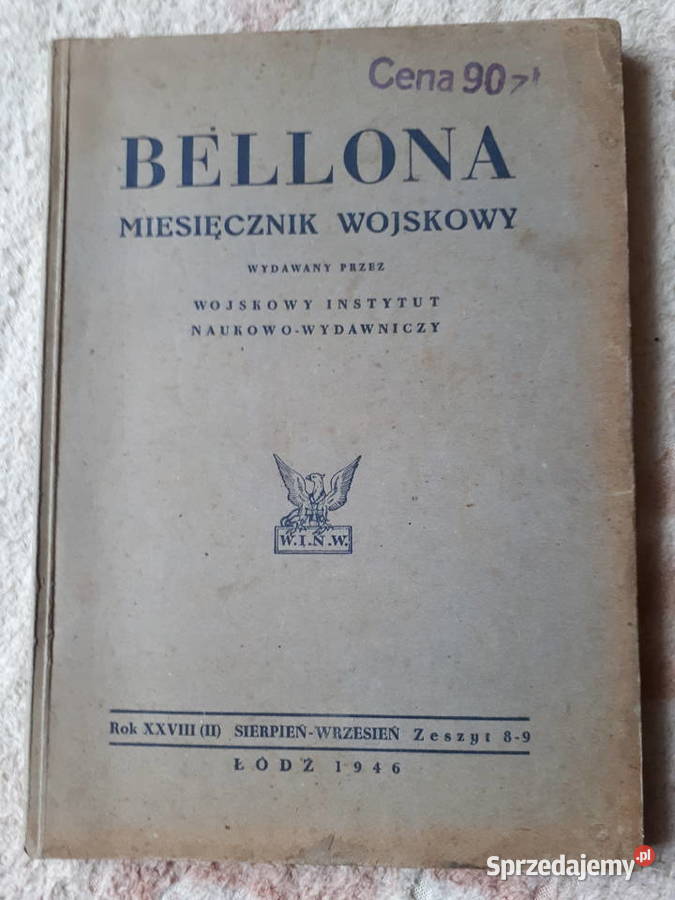 Cena 90 zł
BELLONA
MIESIĘCZNIK WOJSKOWY
WYDAWANY PRZEZ
WOJSKOWY INSTYTUT
NAUKOWO-WYDAWNICZY
W.I.N.W.
Rok XXVIII (II) SIERPIEŃ-WRZESIEŃ Zeszyt 8-9
ŁÓDŹ 1946
Sprzedajemy.pl